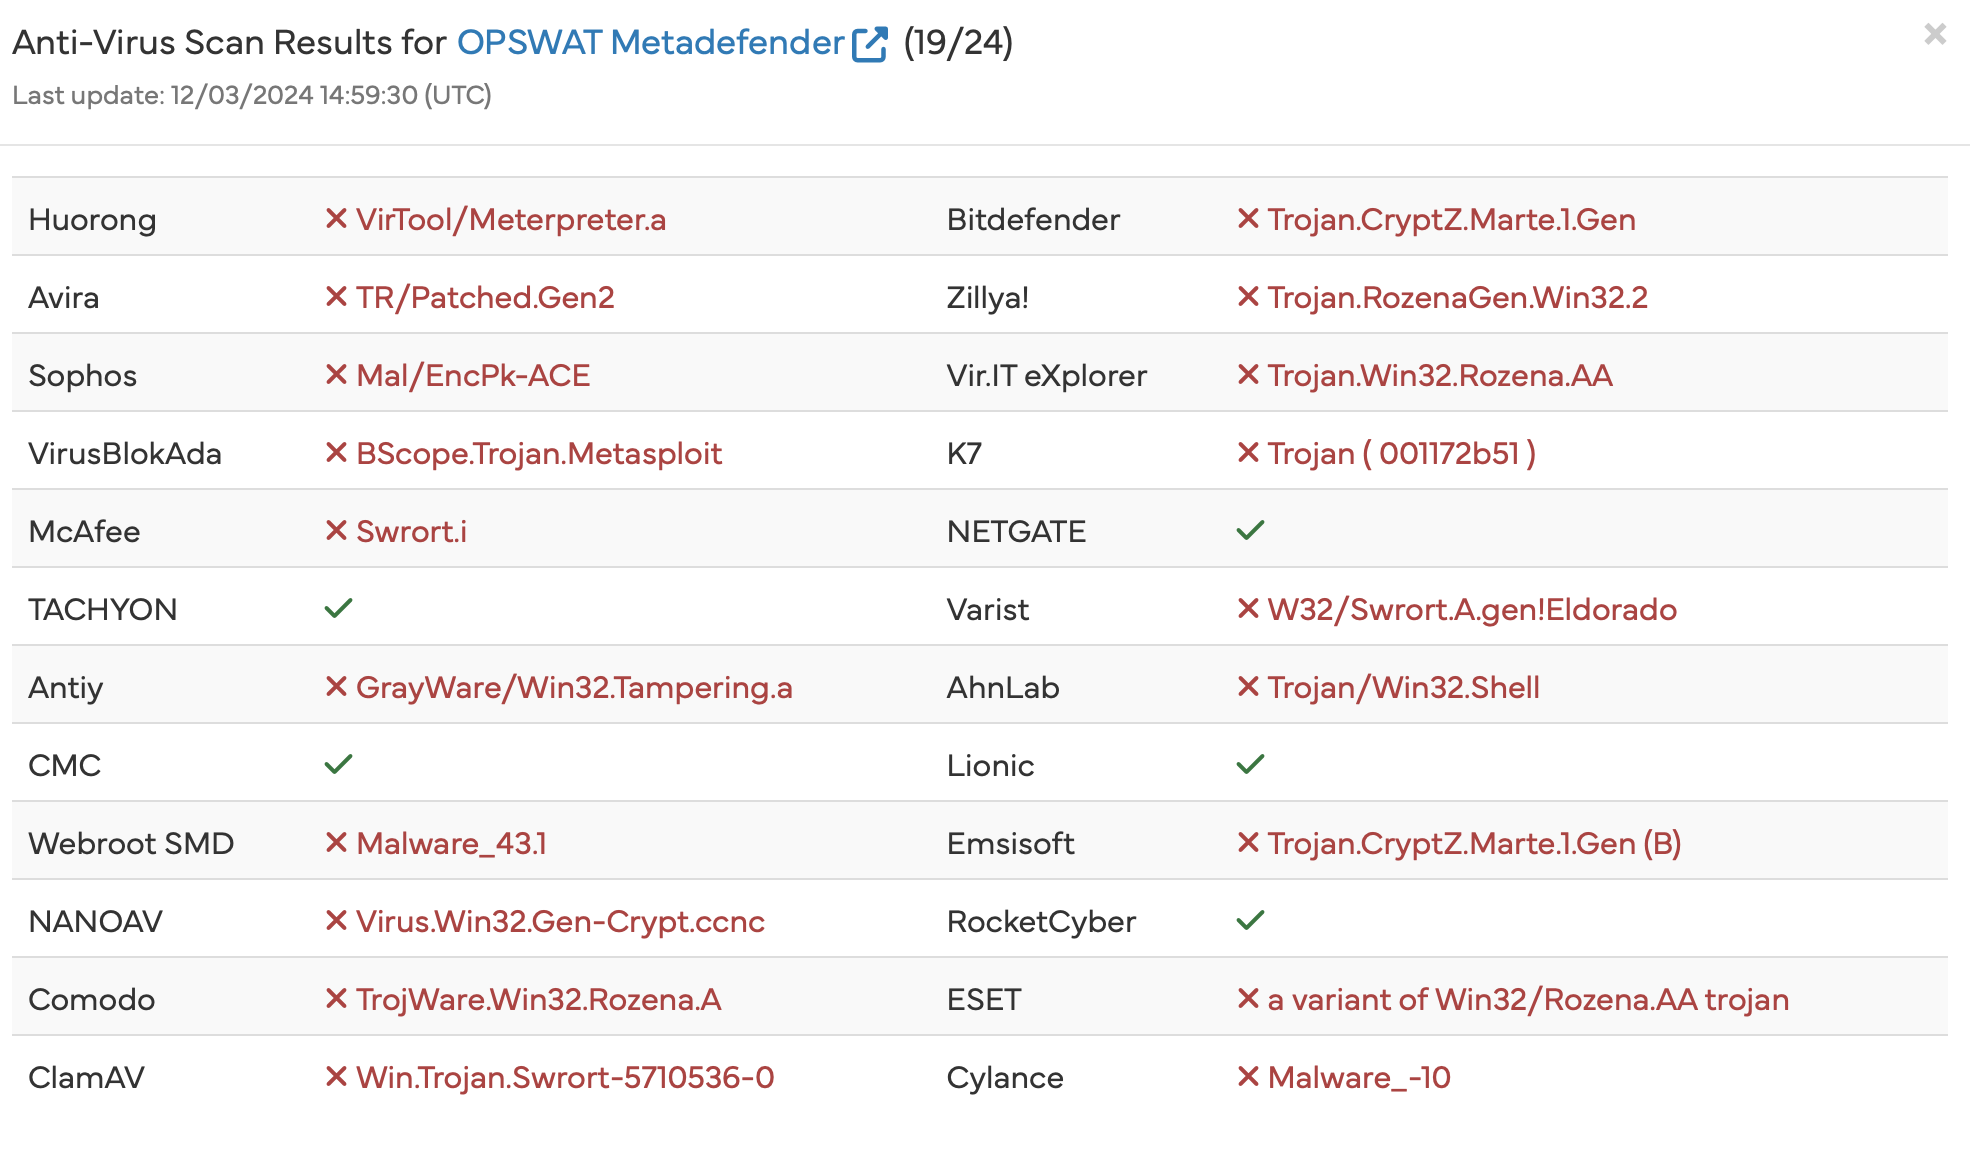 Anti-Virus Scan Results for OPSWAT Metadefender (19/24)
Last update: 12/03/2024 14:59:30 (UTC)
Huorong VirTool/Meterpreter.a Bitdefender Trojan.CryptZ.Marte.1.Gen
Avira TR/Patched.Gen2 Zillya! Trojan.RozenaGen.Win32.2
Sophos Mal/EncPk-ACE Vir.IT eXplorer Trojan.Win32.Rozena.AA
VirusBlokAda BScope.Trojan.Metasploit K7 Trojan ( 001172b51 )
McAfee Swrort.i NETGATE
TACHYON Varist W32/Swrort.A.gen!Eldorado
Antiy GrayWare/Win32.Tampering.a AhnLab Trojan/Win32.Shell
CMC Lionic
Webroot SMD Malware_43.1 Emsisoft Trojan.CryptZ.Marte.1.Gen (B)
NANOAV Virus.Win32.Gen-Crypt.ccnc RocketCyber
Comodo TrojWare.Win32.Rozena.A ESET a variant of Win32/Rozena.AA trojan
ClamAV Win.Trojan.Swrort-5710536-0 Cylance Malware_-10